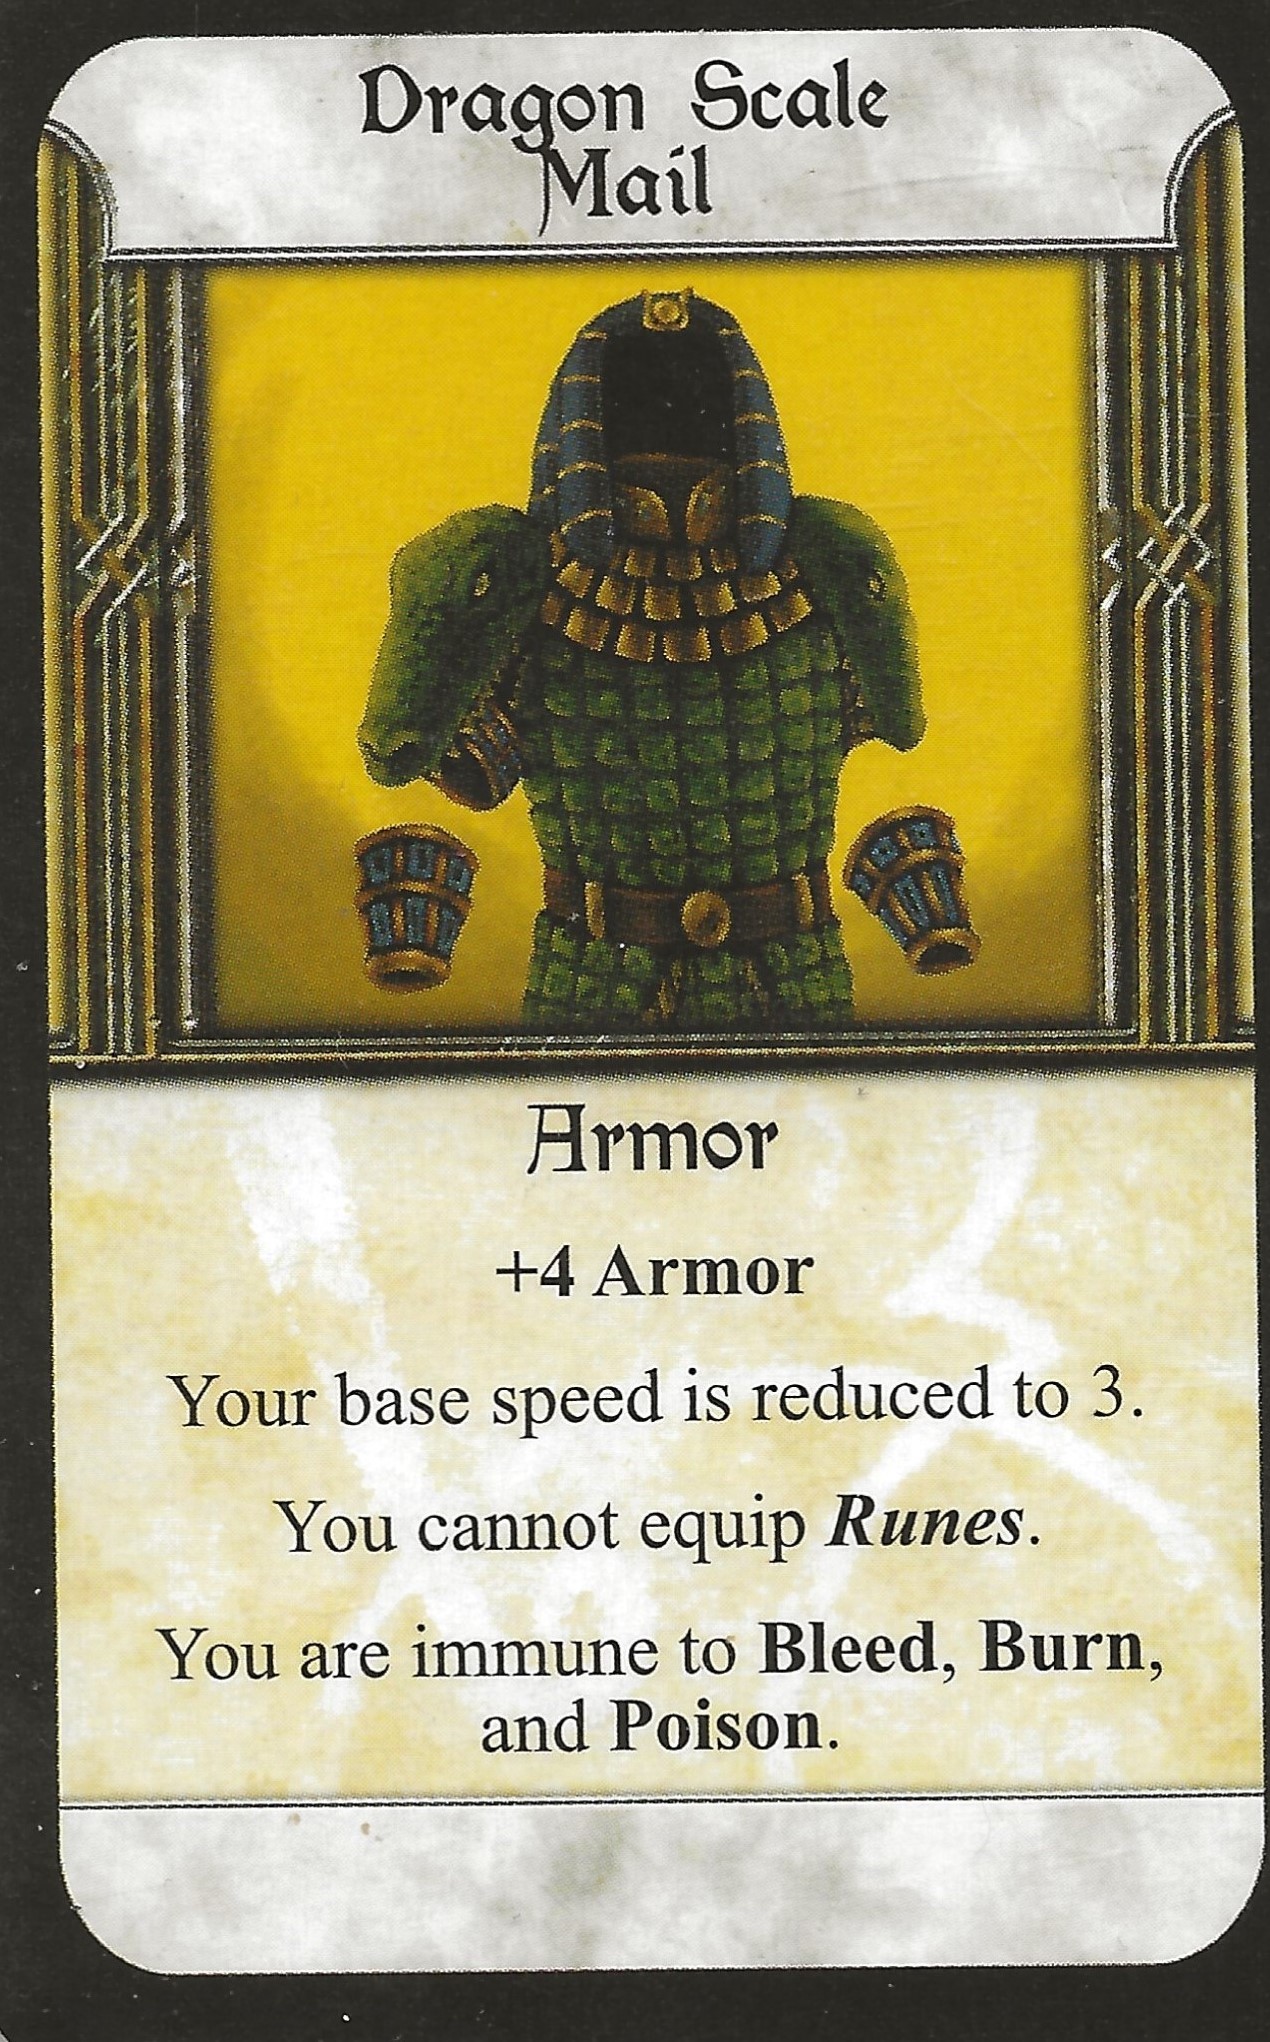 Dragon Scale
Mail
Armor
+4 Armor
Your base speed is reduced to 3.
You cannot equip Runes.
You are immune to Bleed, Burn,
and Poison.